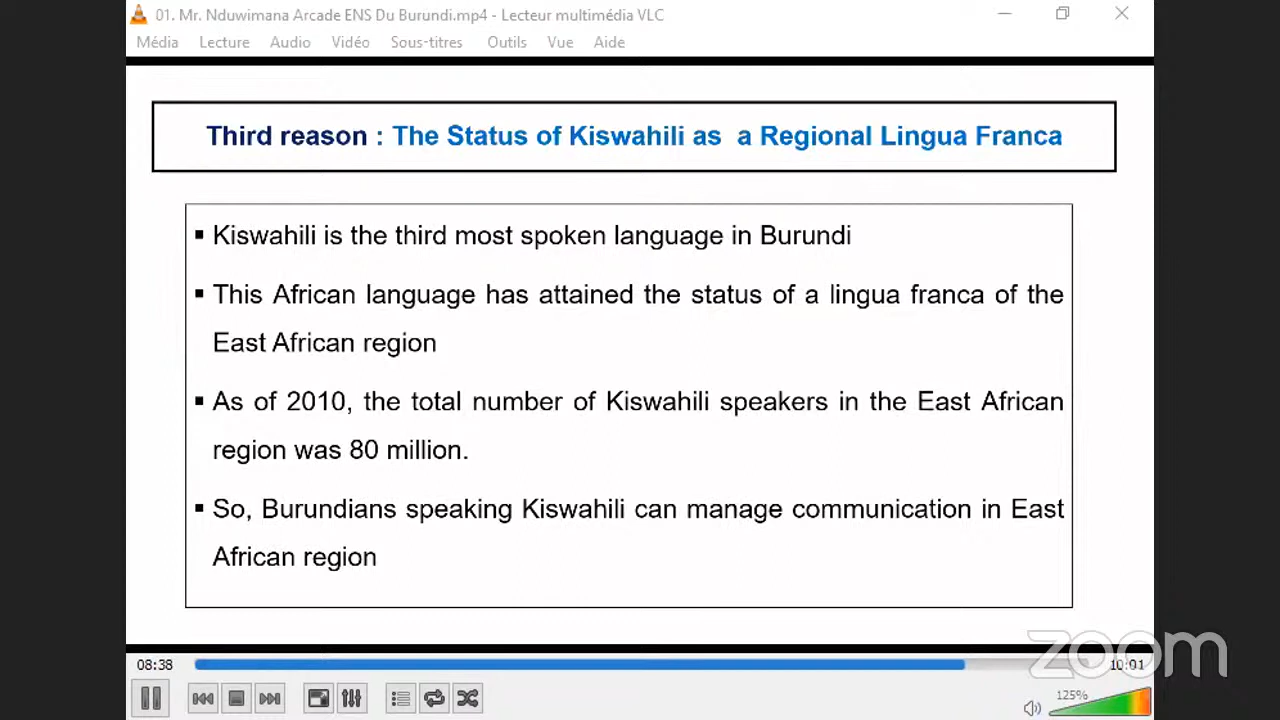 01. Mr. Nduwimana Arcade ENS Du Burundi.mp4 - Lecteur multimédia VLC
Média Lecture Audio Vidéo Sous-titres Outils Vue Aide
Third reason : The Status of Kiswahili as a Regional Lingua Franca
▪ Kiswahili is the third most spoken language in Burundi
▪ This African language has attained the status of a lingua franca of the
East African region
▪ As of 2010, the total number of Kiswahili speakers in the East African
region was 80 million.
▪ So, Burundians speaking Kiswahili can manage communication in East
African region
zoom
08:38 10:01
125%